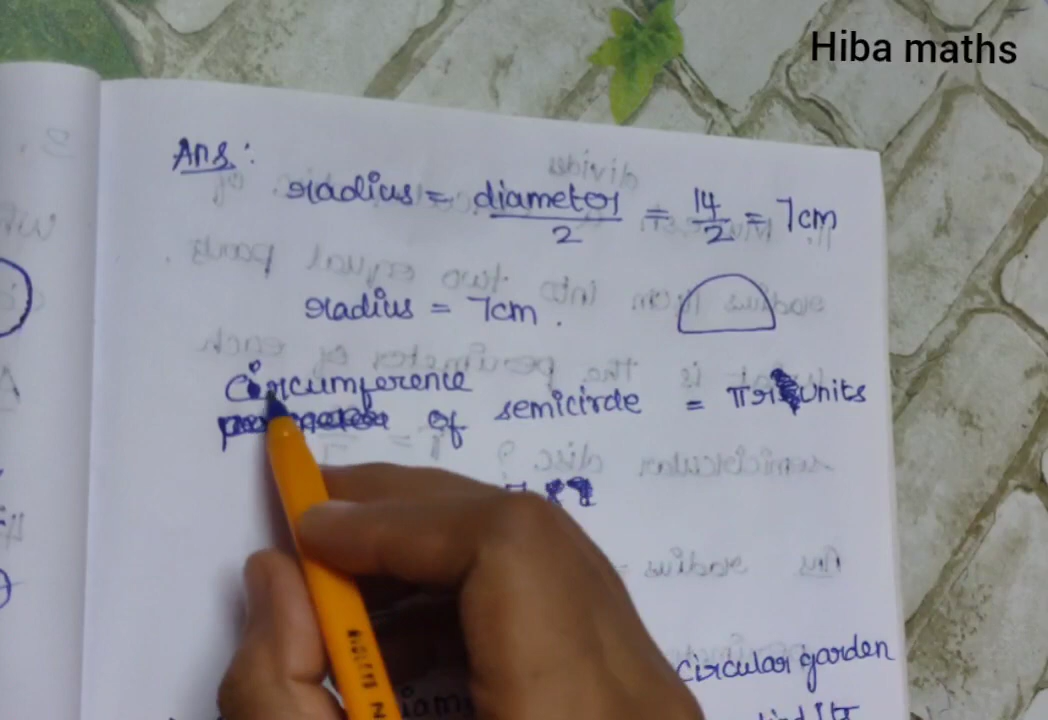 Hiba maths
Ans:
radius = diameter/2 = 14/2 = 7cm
radius = 7cm.
Circumference
of semicircle = πr units
circular garden